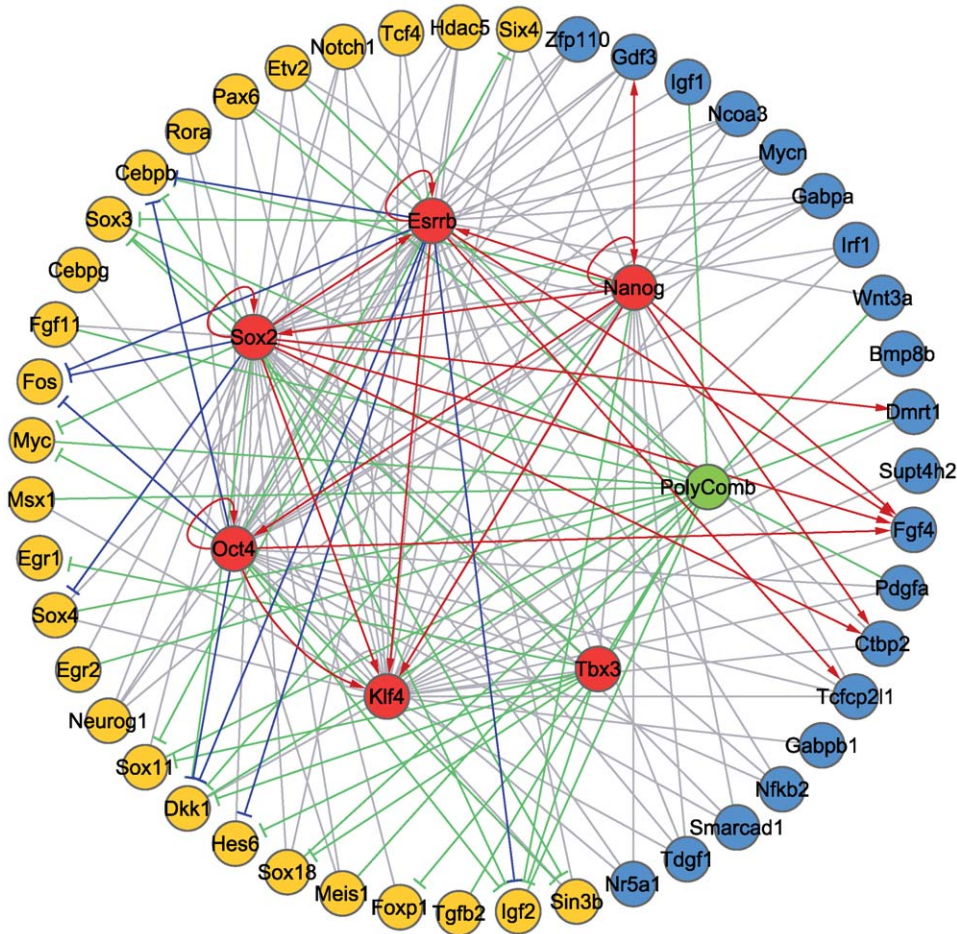 Hdac5
Six4
Tcf4
Zfp110
Notch1
Gdf3
Etv2
Igf1
Pax6
Ncoa3
Rora
Mycn
Cebpb
Gabpa
Sox3
Esrrb
Irf1
Cebpg
Nanog
Wnt3a
Fgf11
Sox2
Bmp8b
Fos
Dmrt1
Myc
Supt4h2
PolyComb
Msx1
Fgf4
Oct4
Egr1
Pdgfa
Sox4
Ctbp2
Egr2
Tbx3
Klf4
Tcfcp2l1
Neurog1
Gabpb1
Sox11
Nfkb2
Dkk1
Smarcad1
Hes6
Tdgf1
Sox18
Nr5a1
Meis1
Sin3b
Foxp1
Igf2
Tgfb2